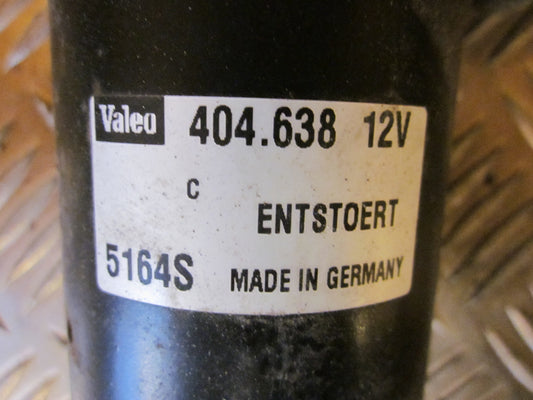 Valeo 404.638 12V
C
ENTSTOERT
5164S MADE IN GERMANY